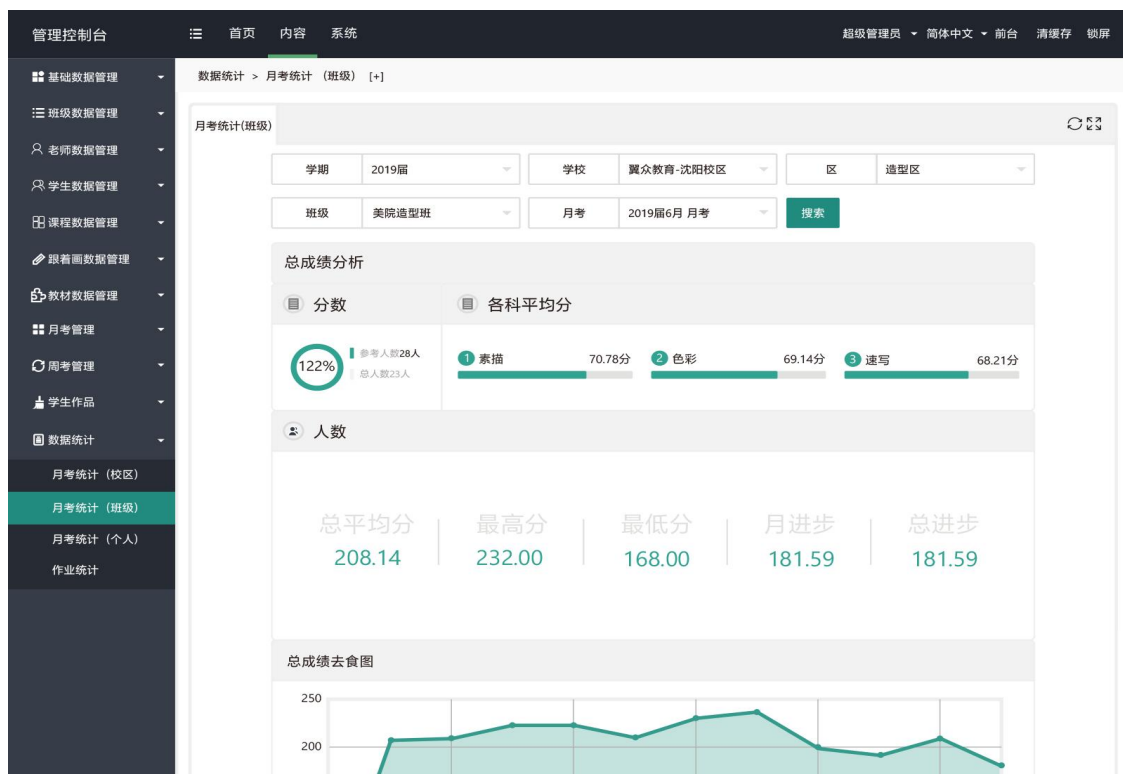 管理控制台 首页 内容 系统 超级管理员 简体中文 前台 清缓存 锁屏
数据统计 > 月考统计 （班级） [+]
基础数据管理
班级数据管理
老师数据管理
学生数据管理
课程数据管理
跟着画数据管理
教材数据管理
月考管理
周考管理
学生作品
数据统计
月考统计（校区）
月考统计（班级）
月考统计（个人）
作业统计
月考统计(班级)
学期 2019届 学校 翼众教育-沈阳校区 区 造型区
班级 美院造型班 月考 2019届6月 月考 搜索
总成绩分析
分数 各科平均分
122% 参考人数28人 1 素描 70.78分 2 色彩 69.14分 3 速写 68.21分
总人数23人
人数
总平均分 最高分 最低分 月进步 总进步
208.14 232.00 168.00 181.59 181.59
总成绩去食图
250
200